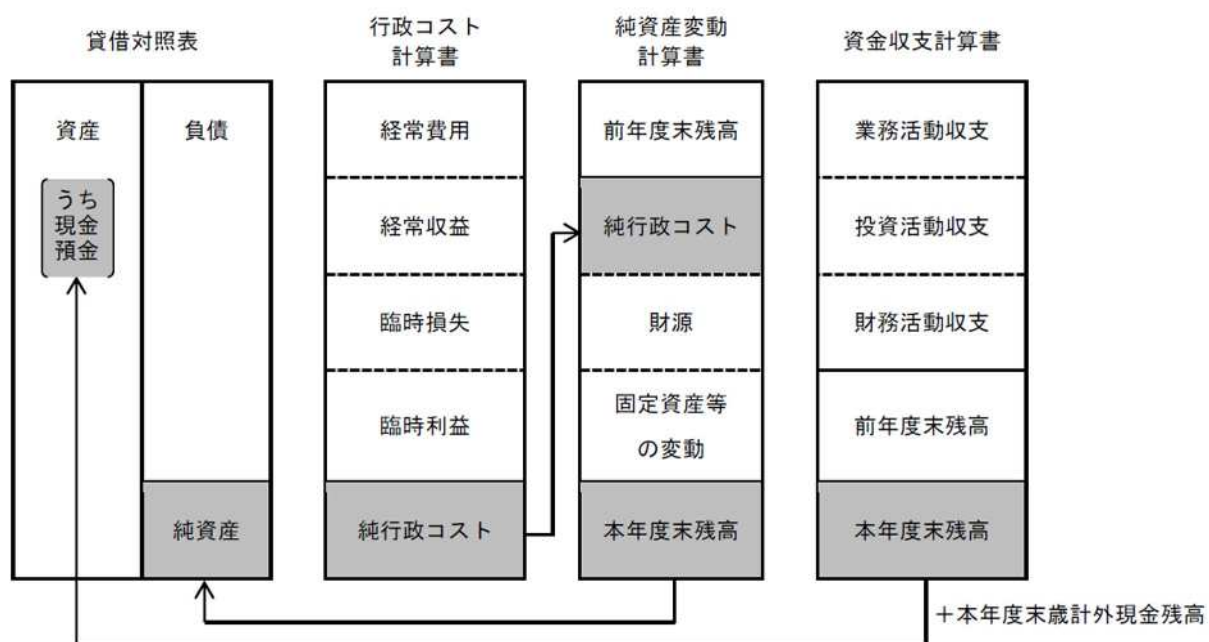 貸借対照表
資産
うち
現金
預金
負債
純資産
行政コスト
計算書
経常費用
経常収益
臨時損失
臨時利益
純行政コスト
純資産変動
計算書
前年度末残高
純行政コスト
財源
固定資産等
の変動
本年度末残高
資金収支計算書
業務活動収支
投資活動収支
財務活動収支
前年度末残高
本年度末残高
＋本年度末歳計外現金残高